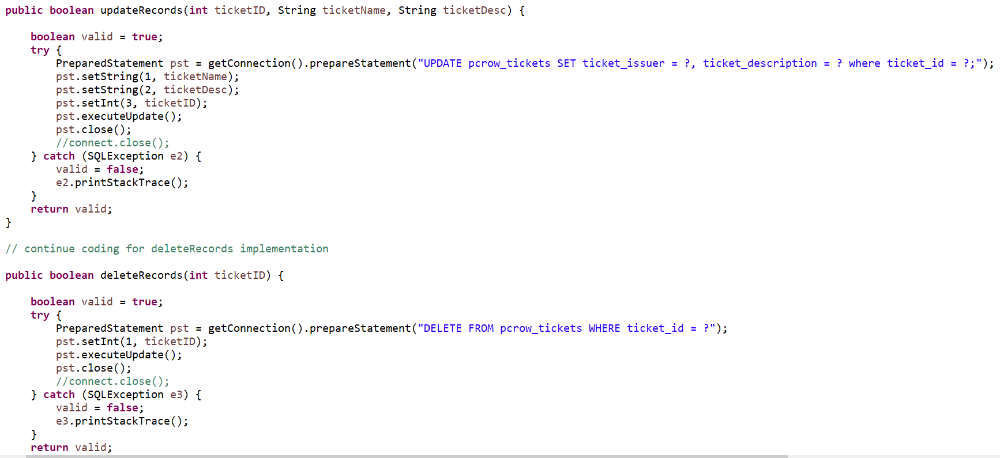 public boolean updateRecords(int ticketID, String ticketName, String ticketDesc) {
boolean valid = true;
try {
PreparedStatement pst = getConnection().prepareStatement("UPDATE pcrow_tickets SET ticket_issuer = ?, ticket_description = ? where ticket_id = ?;");
pst.setString(1, ticketName);
pst.setString(2, ticketDesc);
pst.setInt(3, ticketID);
pst.executeUpdate();
pst.close();
//connect.close();
} catch (SQLException e2) {
valid = false;
e2.printStackTrace();
}
return valid;
}
// continue coding for deleteRecords implementation
public boolean deleteRecords(int ticketID) {
boolean valid = true;
try {
PreparedStatement pst = getConnection().prepareStatement("DELETE FROM pcrow_tickets WHERE ticket_id = ?");
pst.setInt(1, ticketID);
pst.executeUpdate();
pst.close();
//connect.close();
} catch (SQLException e3) {
valid = false;
e3.printStackTrace();
}
return valid;